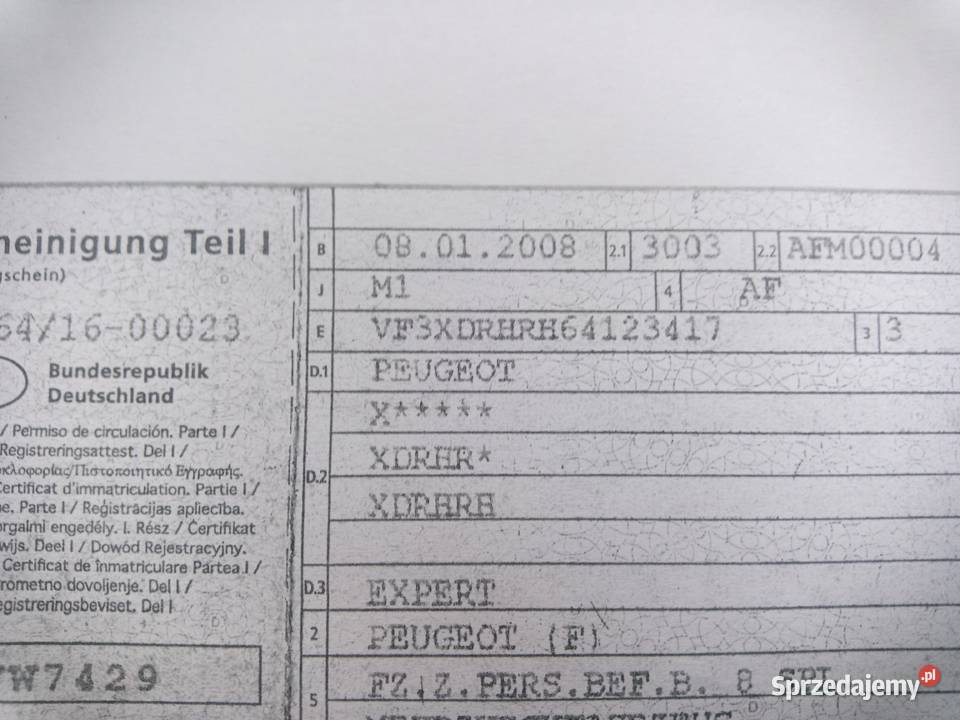 heinigung Teil I
gschein)
64/16-00023
Bundesrepublik
Deutschland
/ Permiso de circulación. Parte I /
Registreringsattest. Del I /
κλοφορίας/Πιστοποιητικό Εγγραφής.
Certificat d'immatriculation. Partie I /
e. Parte I / Reģistrācijas apliecība.
orgalmi engedély. I. Rész / Ċertifikat
wijs. Deel I / Dowód Rejestracyjny.
Certificat de înmatriculare Partea I /
rometno dovoljenje. Del I /
egistreringsbeviset. Del I
W7429
B 08.01.2008 2.1 3003 2.2 AFM00004
J M1 4 AF
E VF3XDRHRH64123417 3 3
D.1 PEUGEOT
X*****
D.2 XDRHR*
XDRHRH
D.3 EXPERT
2 PEUGEOT (F)
5 FZ.Z.PERS.BEF.B. 8 SPL
Sprzedajemy.pl